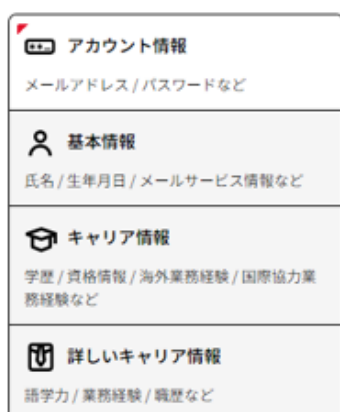 アカウント情報
メールアドレス / パスワードなど
基本情報
氏名 / 生年月日 / メールサービス情報など
キャリア情報
学歴 / 資格情報 / 海外業務経験 / 国際協力業
務経験など
詳しいキャリア情報
語学力 / 業務経験 / 職歴など